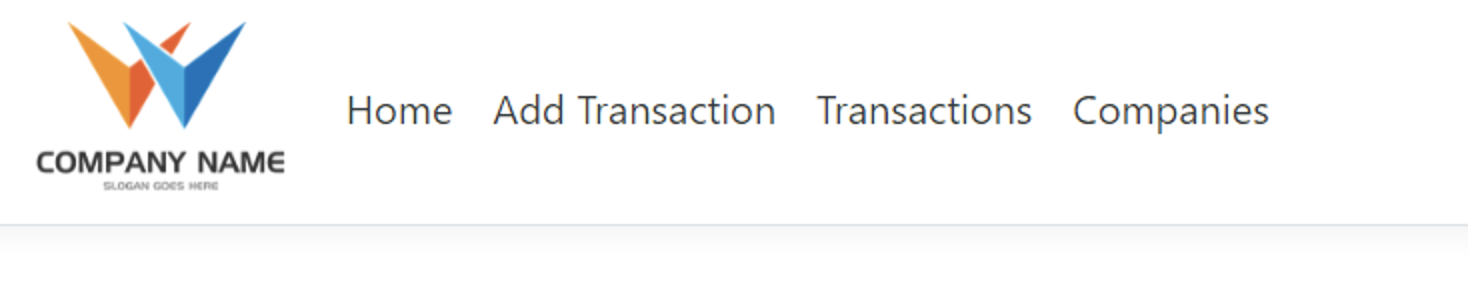 Home Add Transaction Transactions Companies
COMPANY NAME
SLOGAN GOES HERE